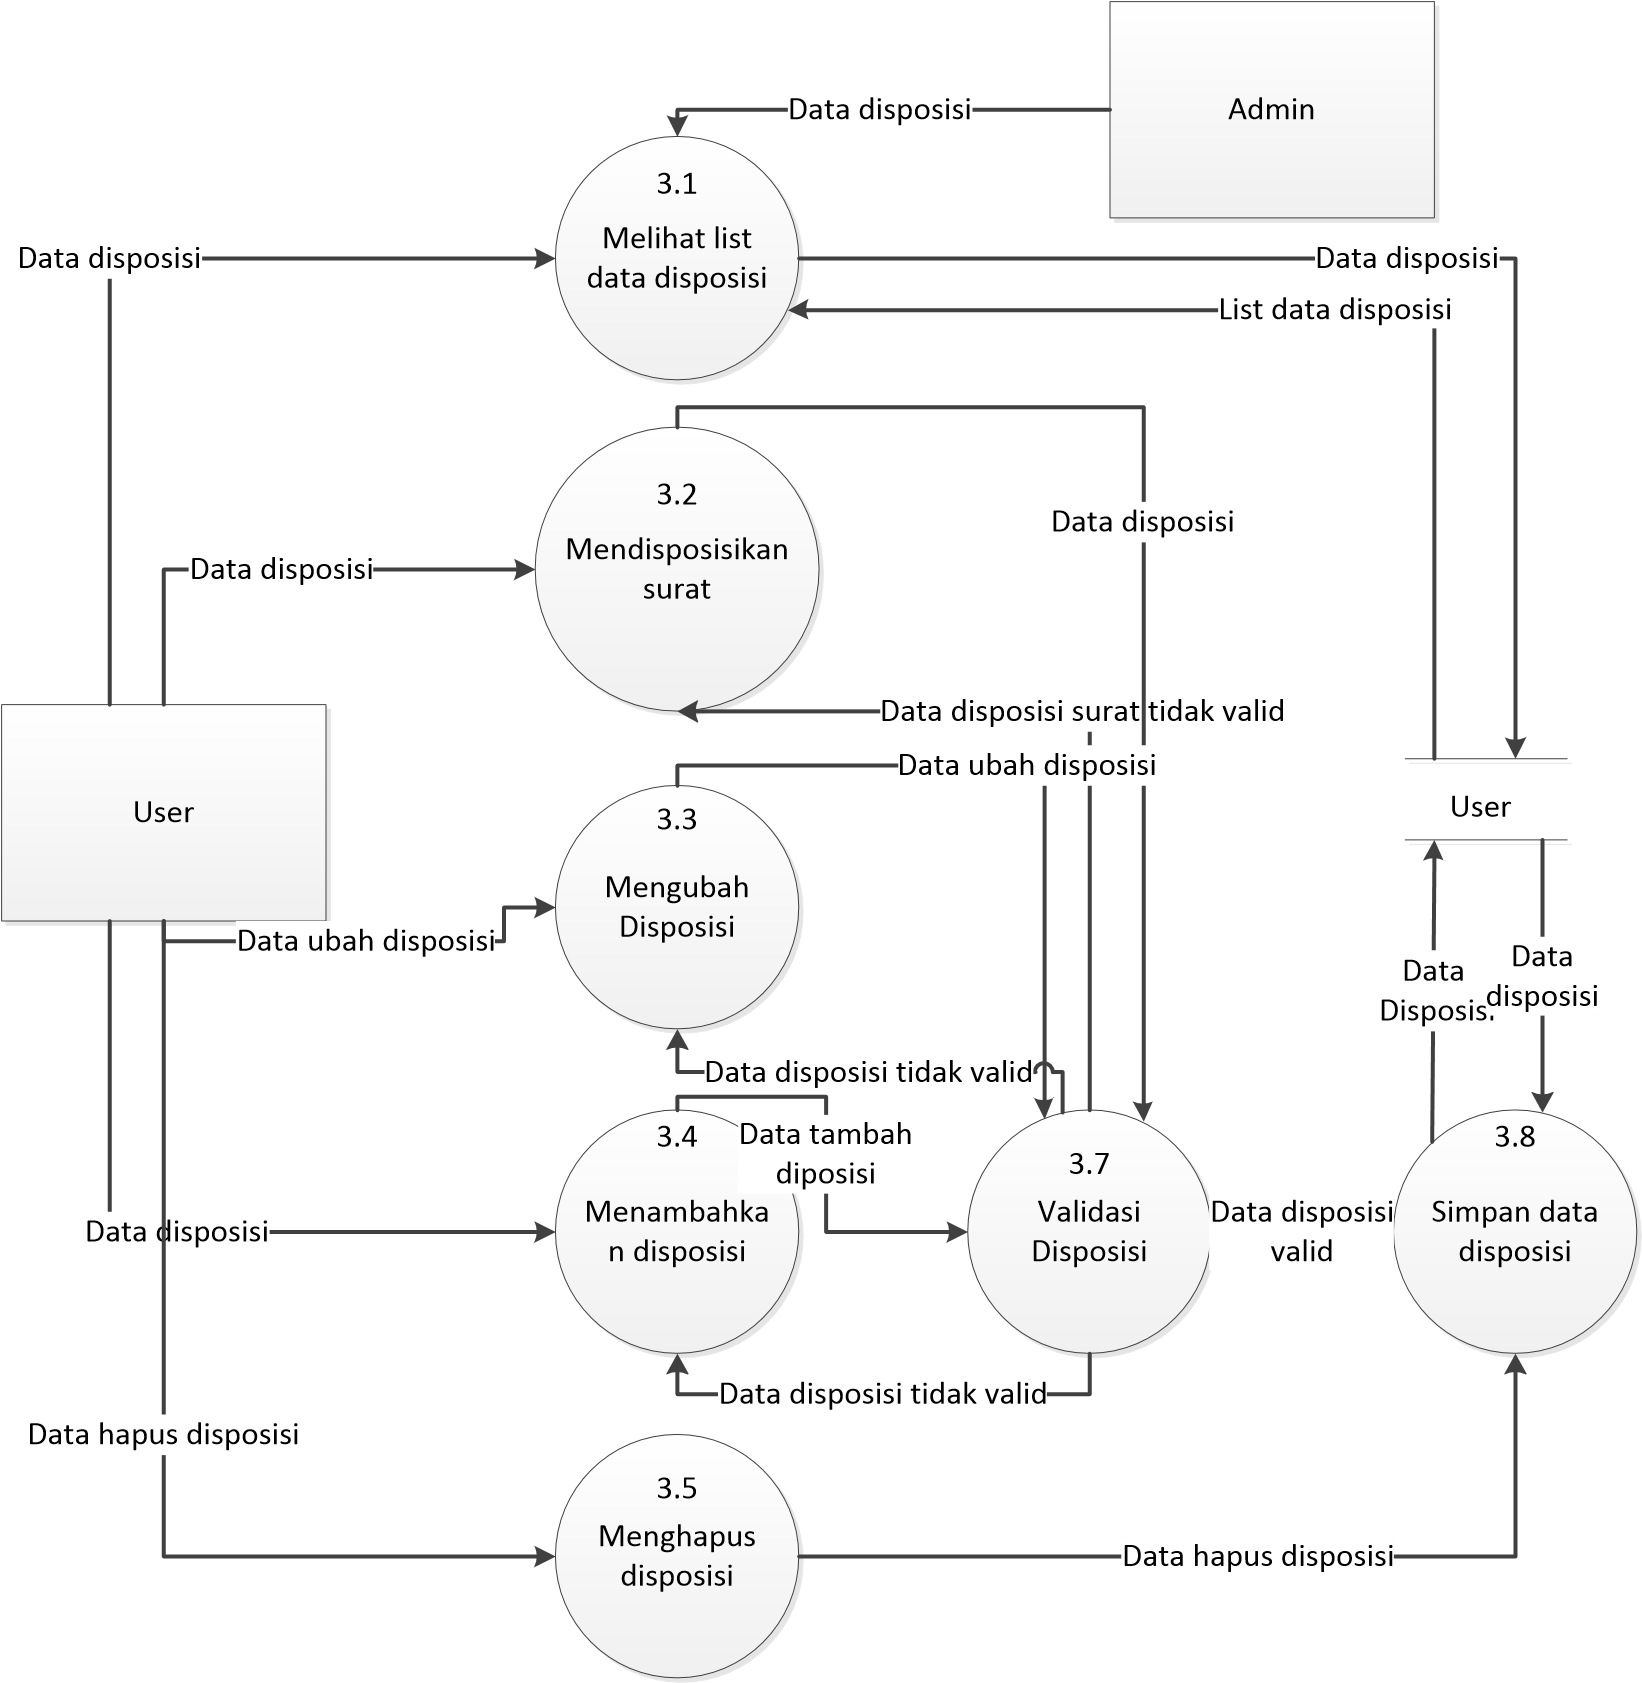 Data disposisi
Admin
3.1
Melihat list
data disposisi
Data disposisi
Data disposisi
List data disposisi
3.2
Mendisposisikan
surat
Data disposisi
Data disposisi
Data disposisi surat tidak valid
Data ubah disposisi
User
3.3
Mengubah
Disposisi
User
Data ubah disposisi
Data
Disposisi
Data
disposisi
Data disposisi tidak valid
3.4
Menambahka
n disposisi
Data tambah
diposisi
3.7
Validasi
Disposisi
Data disposisi
valid
3.8
Simpan data
disposisi
Data disposisi
Data disposisi tidak valid
Data hapus disposisi
3.5
Menghapus
disposisi
Data hapus disposisi